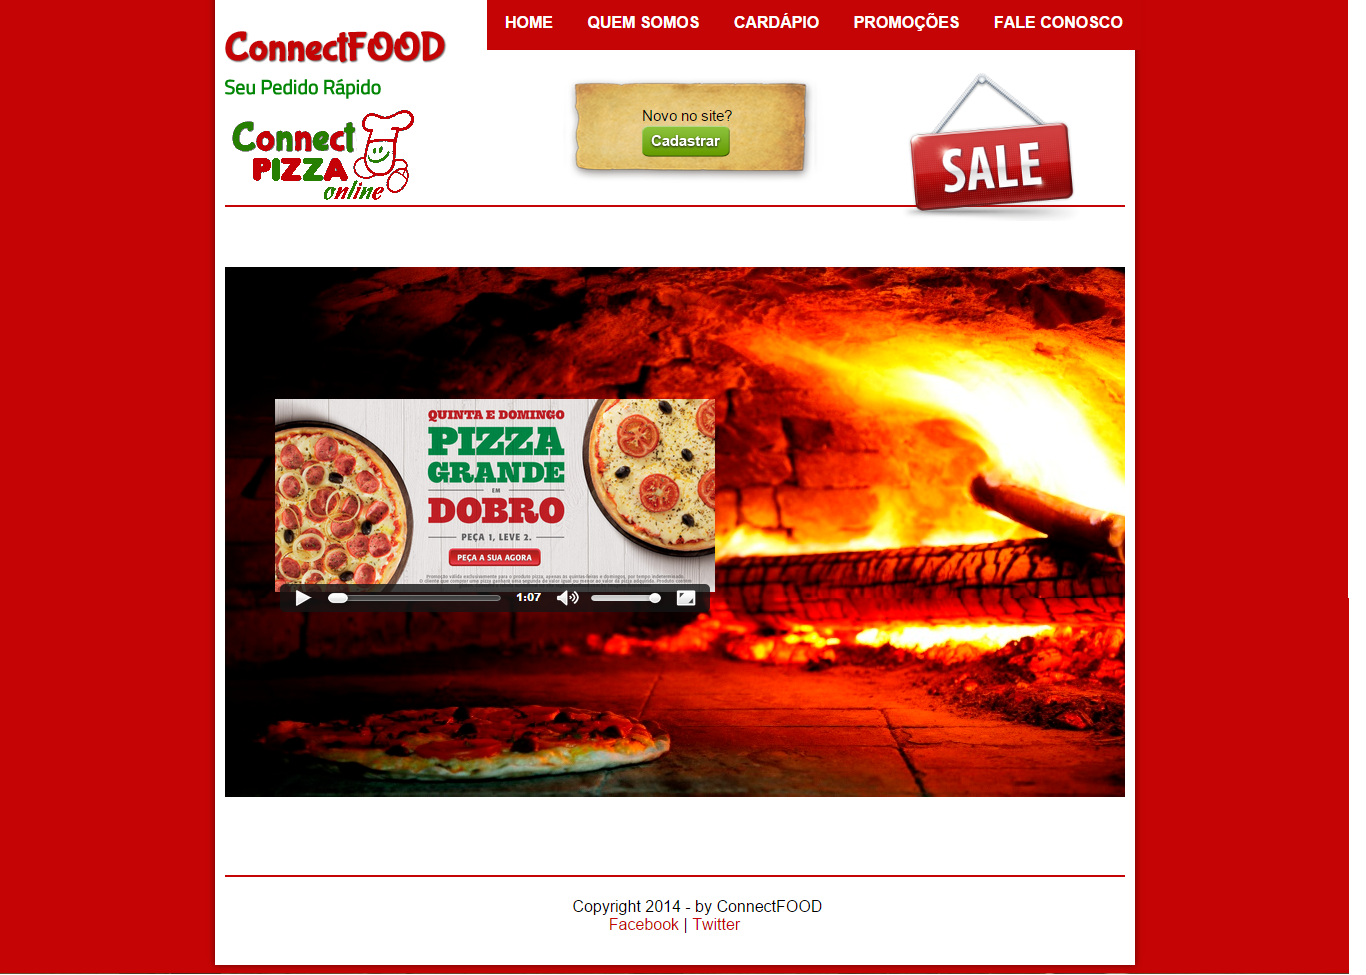 HOME QUEM SOMOS CARDÁPIO PROMOÇÕES FALE CONOSCO
ConnectFOOD
Seu Pedido Rápido
Connect
PIZZA
online
Novo no site?
Cadastrar
SALE
QUINTA E DOMINGO
PIZZA
GRANDE
EM
DOBRO
PEÇA 1, LEVE 2.
PEÇA A SUA AGORA
1:07
Copyright 2014 - by ConnectFOOD
Facebook | Twitter